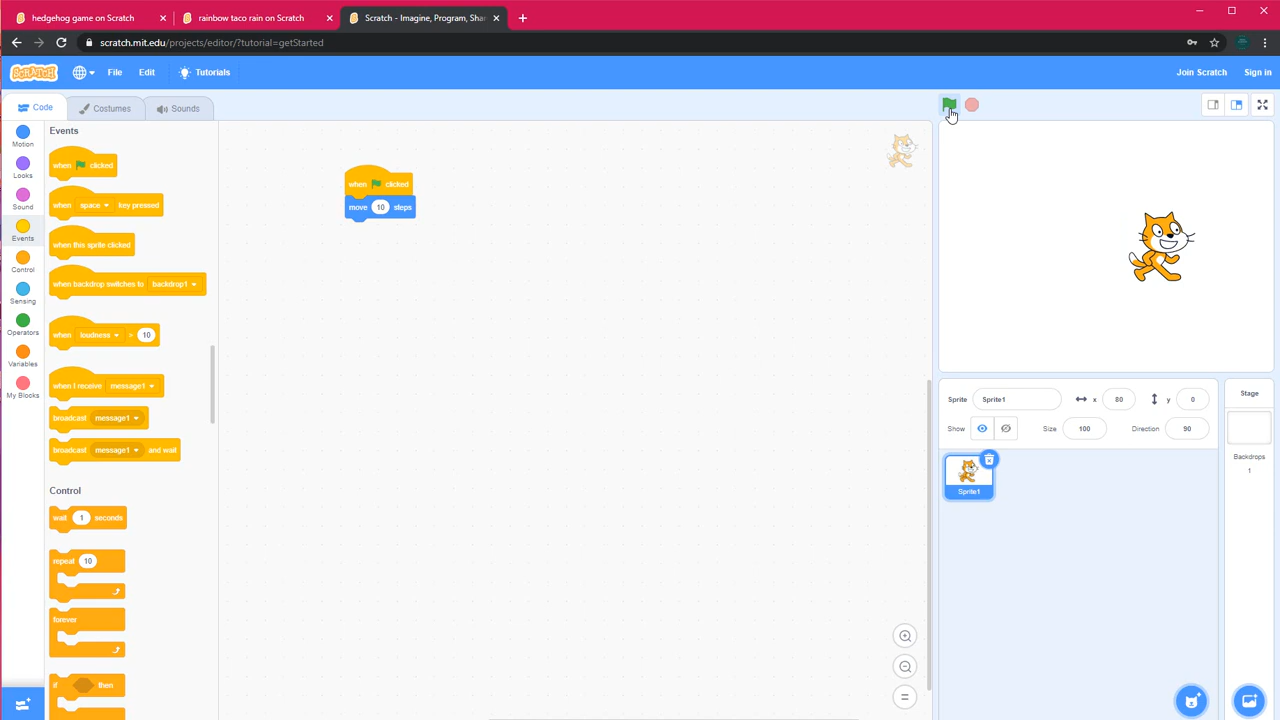 hedgehog game on Scratch
rainbow taco rain on Scratch
Scratch - Imagine, Program, Sha
scratch.mit.edu/projects/editor/?tutorial=getStarted
SCRATCH
File
Edit
Tutorials
Join Scratch
Sign in
Code
Costumes
Sounds
Motion
Looks
Sound
Events
Control
Sensing
Operators
Variables
My Blocks
Events
when clicked
when space key pressed
when this sprite clicked
when backdrop switches to backdrop1
when loudness > 10
when I receive message1
broadcast message1
broadcast message1 and wait
Control
wait 1 seconds
repeat 10
forever
if then
when clicked
move 10 steps
Sprite Sprite1 x 80 y 0
Show Size 100 Direction 90
Sprite1
Stage
Backdrops
1